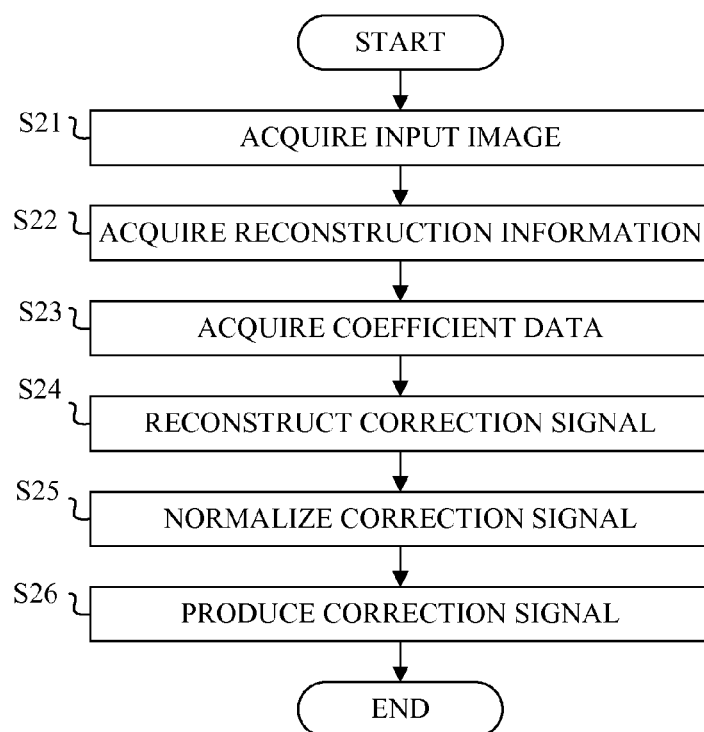 START
S21
ACQUIRE INPUT IMAGE
S22
ACQUIRE RECONSTRUCTION INFORMATION
S23
ACQUIRE COEFFICIENT DATA
S24
RECONSTRUCT CORRECTION SIGNAL
S25
NORMALIZE CORRECTION SIGNAL
S26
PRODUCE CORRECTION SIGNAL
END